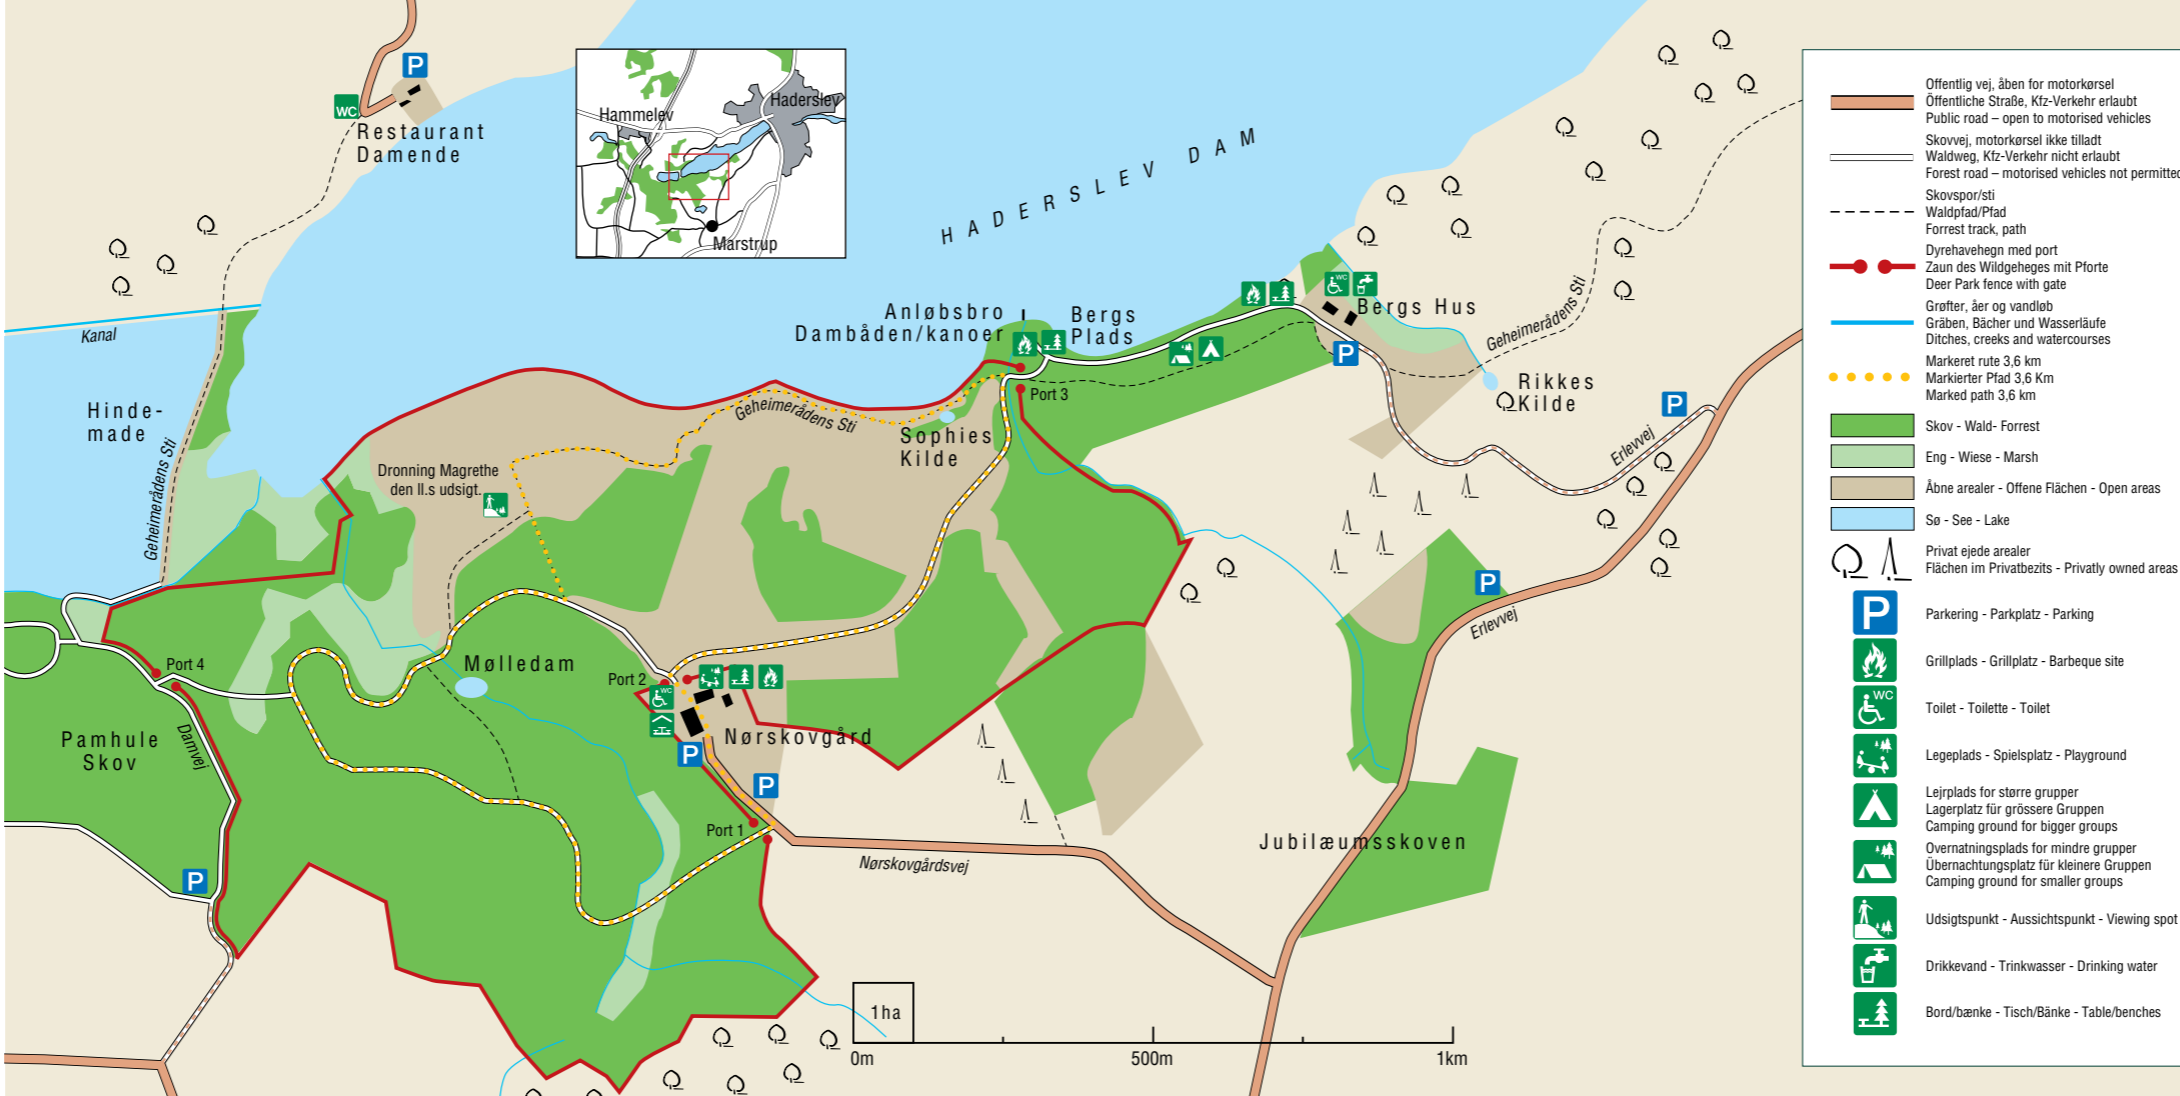 P
WC
Restaurant
Damende
Hammelev
Haderslev
Marstrup
HADERSLEV DAM
Kanal
Hinde-
made
Geheimerådens Sti
Dronning Magrethe
den II.s udsigt.
Geheimerådens Sti
Sophies
Kilde
Anløbsbro
Dambåden/kanoer
Bergs
Plads
Port 3
WC
Bergs Hus
P
Geheimerådens Sti
Rikkes
Kilde
P
Erlevvej
P
Erlevvej
Port 4
Mølledam
Port 2
WC
Nørskovgård
P
P
Port 1
Pamhule
Skov
Damvej
P
Nørskovgårdsvej
Jubilæumsskoven
1ha
0m
500m
1km
Offentlig vej, åben for motorkørsel
Öffentliche Straße, Kfz-Verkehr erlaubt
Public road – open to motorised vehicles
Skovvej, motorkørsel ikke tilladt
Waldweg, Kfz-Verkehr nicht erlaubt
Forest road – motorised vehicles not permitted
Skovspor/sti
Waldpfad/Pfad
Forrest track, path
Dyrehavehegn med port
Zaun des Wildgeheges mit Pforte
Deer Park fence with gate
Grøfter, åer og vandløb
Gräben, Bächer und Wasserläufe
Ditches, creeks and watercourses
Markeret rute 3,6 km
Markierter Pfad 3,6 Km
Marked path 3,6 km
Skov - Wald- Forrest
Eng - Wiese - Marsh
Åbne arealer - Offene Flächen - Open areas
Sø - See - Lake
Privat ejede arealer
Flächen im Privatbezits - Privatly owned areas
P
Parkering - Parkplatz - Parking
Grillplads - Grillplatz - Barbeque site
WC
Toilet - Toilette - Toilet
Legeplads - Spielsplatz - Playground
Lejrplads for større grupper
Lagerplatz für grössere Gruppen
Camping ground for bigger groups
Overnatningsplads for mindre grupper
Übernachtungsplatz für kleinere Gruppen
Camping ground for smaller groups
Udsigtspunkt - Aussichtspunkt - Viewing spot
Drikkevand - Trinkwasser - Drinking water
Bord/bænke - Tisch/Bänke - Table/benches